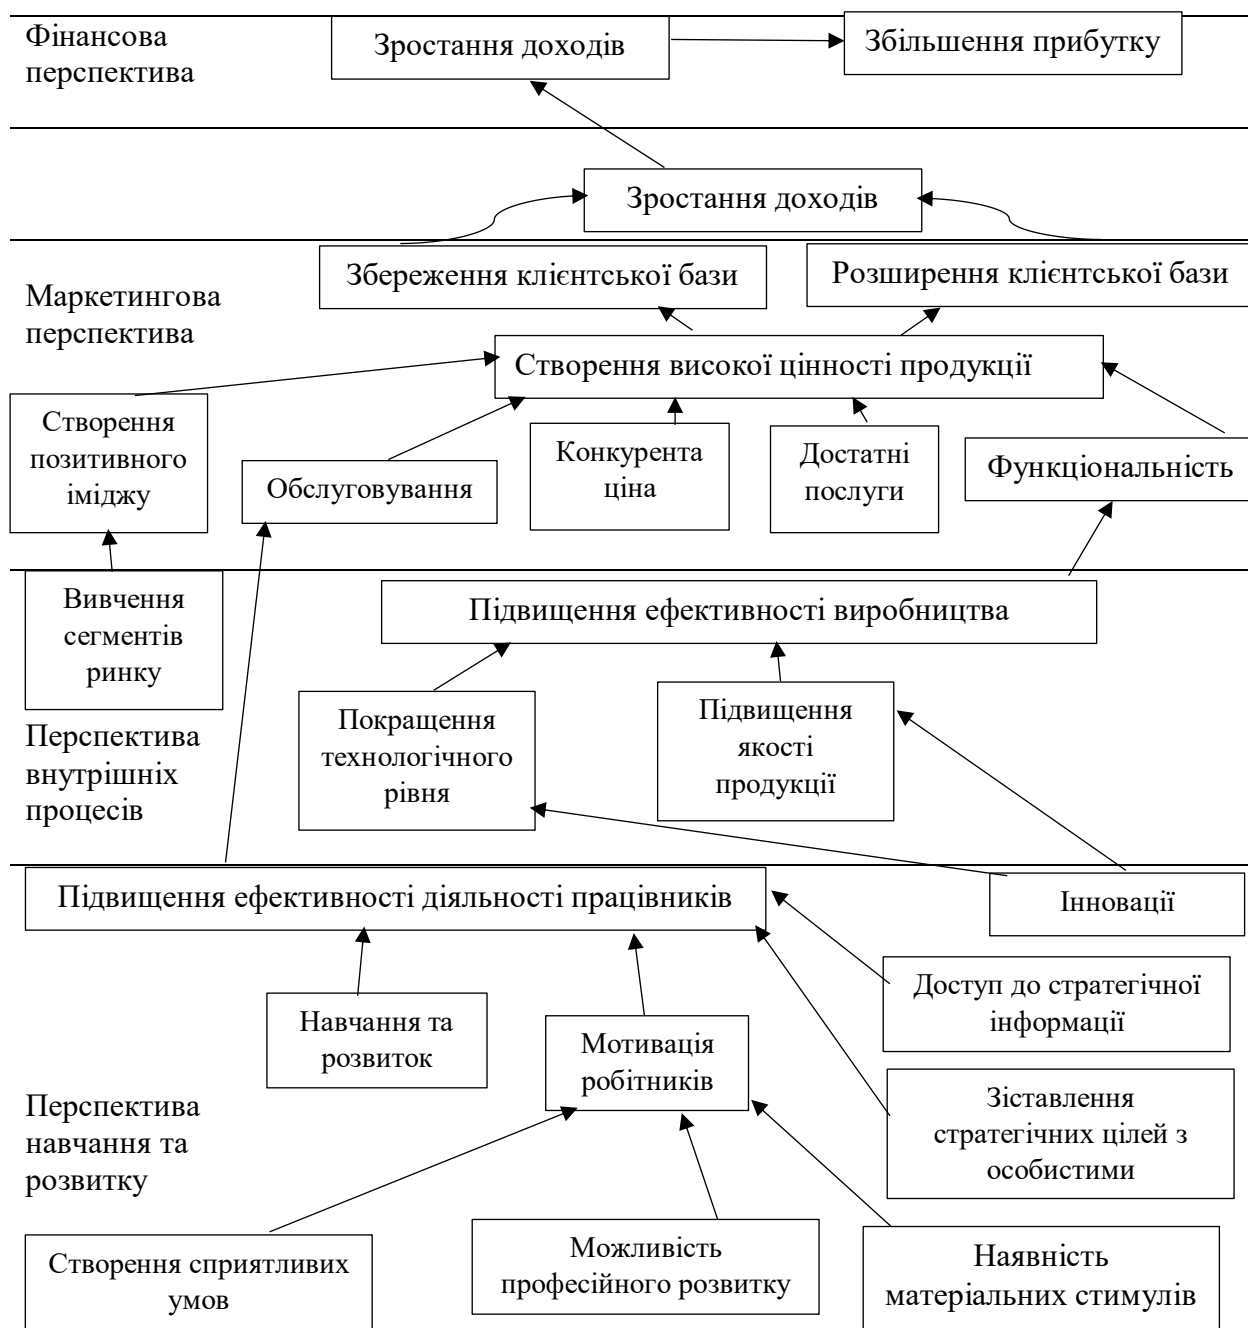 Фінансова
перспектива
Зростання доходів
Збільшення прибутку
Зростання доходів
Маркетингова
перспектива
Збереження клієнтської бази
Розширення клієнтської бази
Створення високої цінності продукції
Створення
позитивного
іміджу
Обслуговування
Конкурента
ціна
Достатні
послуги
Функціональність
Вивчення
сегментів
ринку
Підвищення ефективності виробництва
Перспектива
внутрішніх
процесів
Покращення
технологічного
рівня
Підвищення
якості
продукції
Підвищення ефективності діяльності працівників
Інновації
Навчання та
розвиток
Мотивація
робітників
Доступ до стратегічної
інформації
Перспектива
навчання та
розвитку
Зіставлення
стратегічних цілей з
особистими
Створення сприятливих
умов
Можливість
професійного розвитку
Наявність
матеріальних стимулів